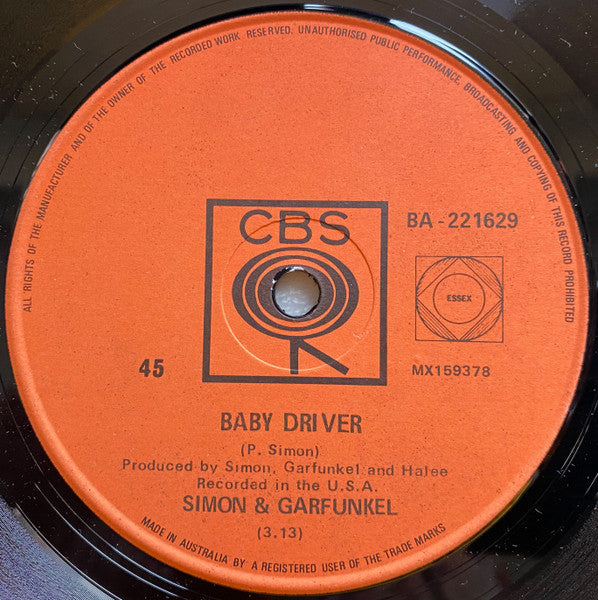 ALL RIGHTS OF THE MANUFACTURER AND OF THE OWNER OF THE RECORDED WORK RESERVED. UNAUTHORISED PUBLIC PERFORMANCE, BROADCASTING AND COPYING OF THIS RECORD PROHIBITED
CBS
BA-221629
ESSEX
45
MX159378
BABY DRIVER
(P. Simon)
Produced by Simon, Garfunkel and Halee
Recorded in the U.S.A.
SIMON & GARFUNKEL
(3.13)
MADE IN AUSTRALIA BY A REGISTERED USER OF THE TRADE MARKS